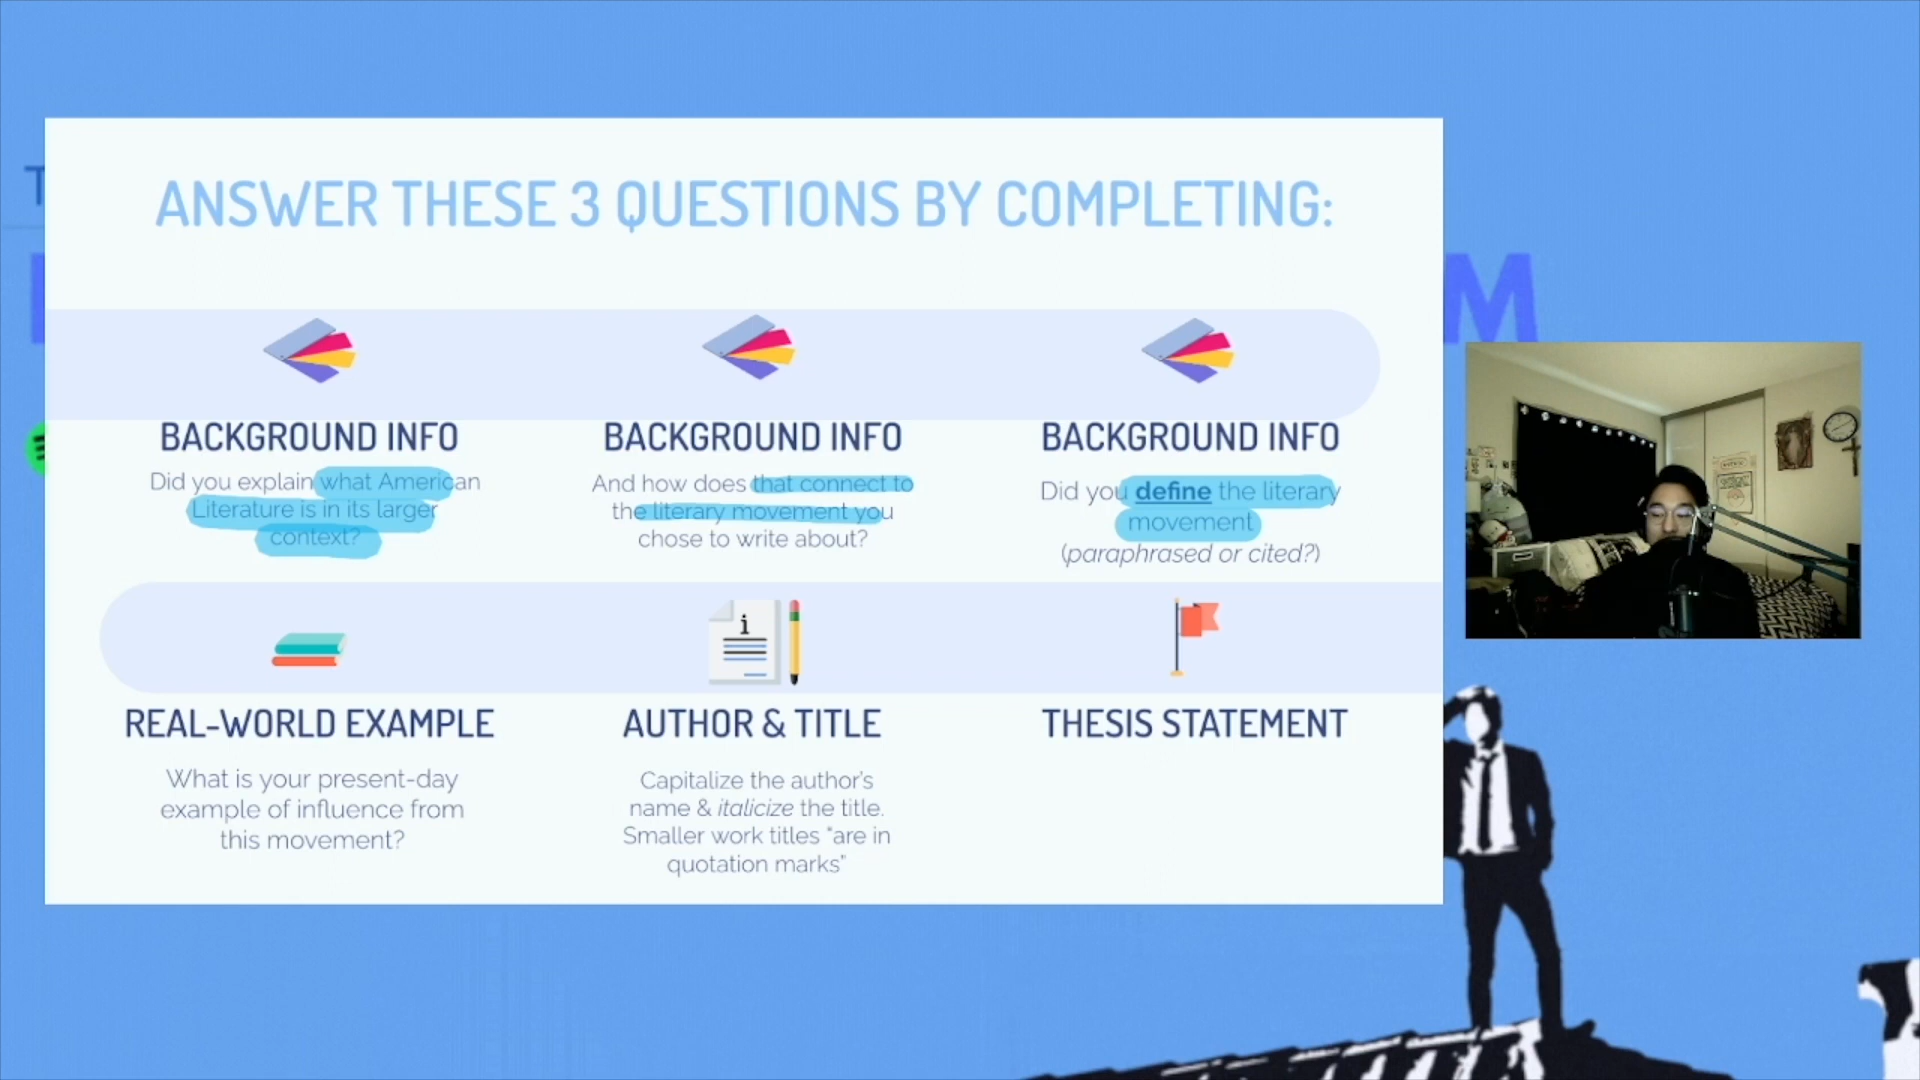 ANSWER THESE 3 QUESTIONS BY COMPLETING:
BACKGROUND INFO
Did you explain what American
Literature is in its larger
context?
BACKGROUND INFO
And how does that connect to
the literary movement you
chose to write about?
BACKGROUND INFO
Did you define the literary
movement
(paraphrased or cited?)
REAL-WORLD EXAMPLE
What is your present-day
example of influence from
this movement?
AUTHOR & TITLE
Capitalize the author's
name & italicize the title.
Smaller work titles “are in
quotation marks”
THESIS STATEMENT
M